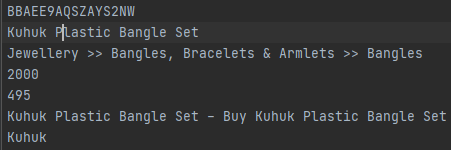 BBAEE9AQSZAYS2NW
Kuhuk Plastic Bangle Set
Jewellery >> Bangles, Bracelets & Armlets >> Bangles
2000
495
Kuhuk Plastic Bangle Set - Buy Kuhuk Plastic Bangle Set
Kuhuk